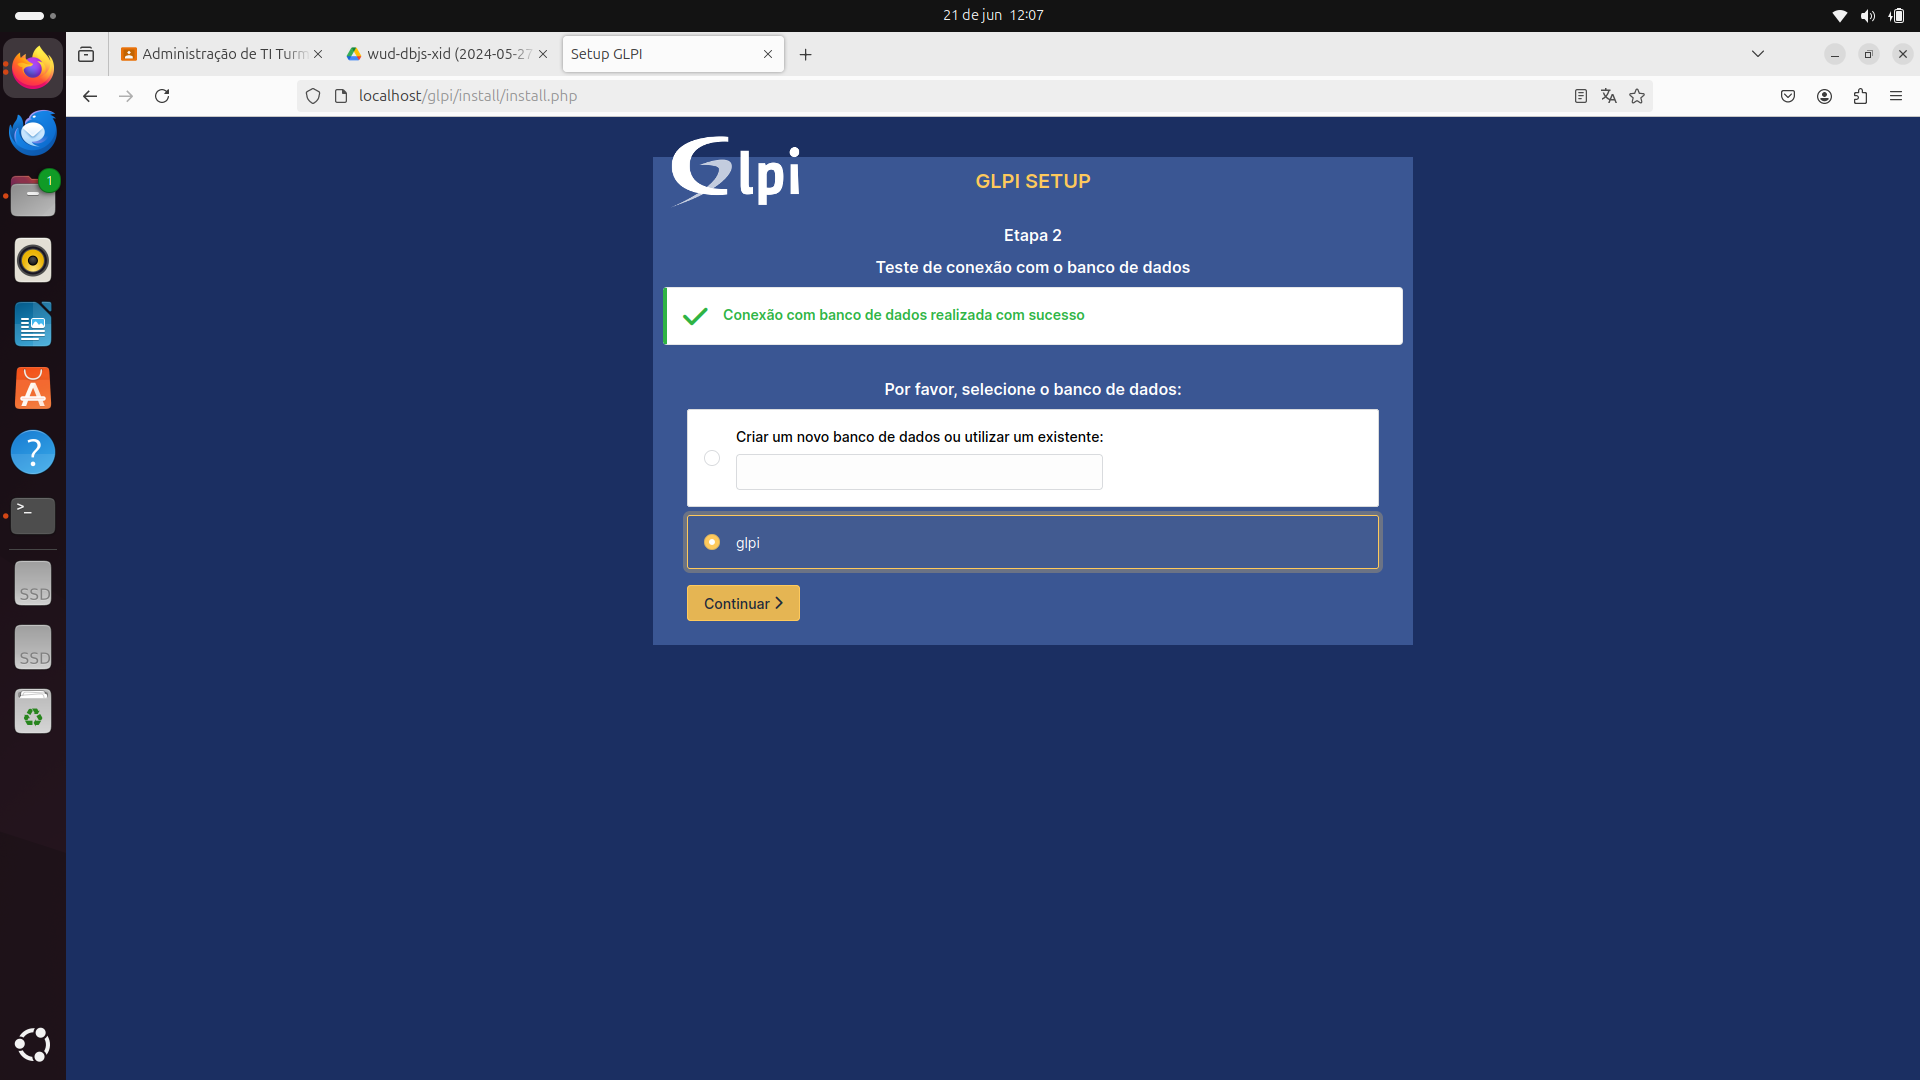 21 de jun 12:07
Administração de TI Turm
wud-dbjs-xid (2024-05-27
Setup GLPI
localhost/glpi/install/install.php
1
Glpi
GLPI SETUP
Etapa 2
Teste de conexão com o banco de dados
Conexão com banco de dados realizada com sucesso
Por favor, selecione o banco de dados:
Criar um novo banco de dados ou utilizar um existente:
glpi
Continuar
A
?
>_
SSD
SSD